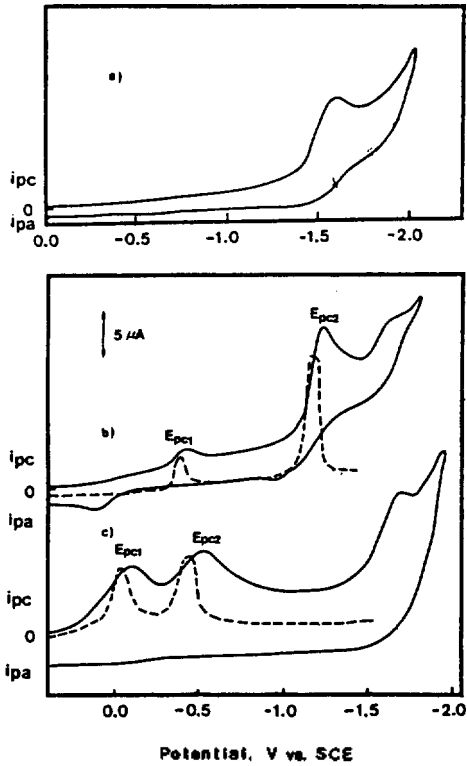 a)
ipc
0
ipa
0.0 -0.5 -1.0 -1.5 -2.0
5 μA
Epc2
Epc1
b)
ipc
0
ipa
c)
Epc1 Epc2
ipc
0
ipa
0.0 -0.5 -1.0 -1.5 -2.0
Potential, V vs. SCE